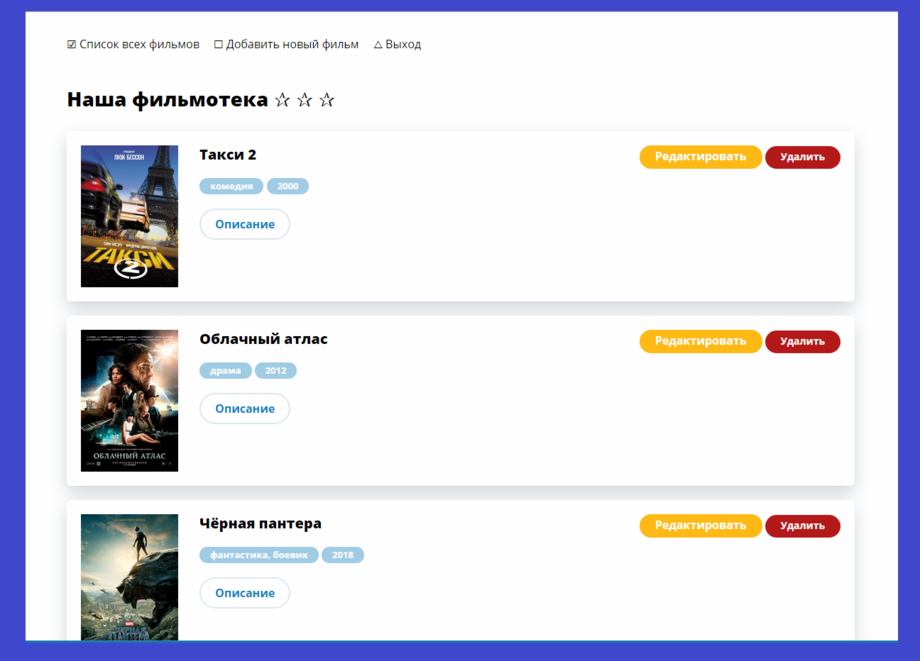 ☑ Список всех фильмов ☐ Добавить новый фильм △ Выход
Наша фильмотека ☆ ☆ ☆
ЛЮК БЕССОН
ТАКСИ
2
Такси 2
Редактировать Удалить
комедия 2000
Описание
ОБЛАЧНЫЙ АТЛАС
Облачный атлас
Редактировать Удалить
драма 2012
Описание
Чёрная пантера
Редактировать Удалить
фантастика, боевик 2018
Описание